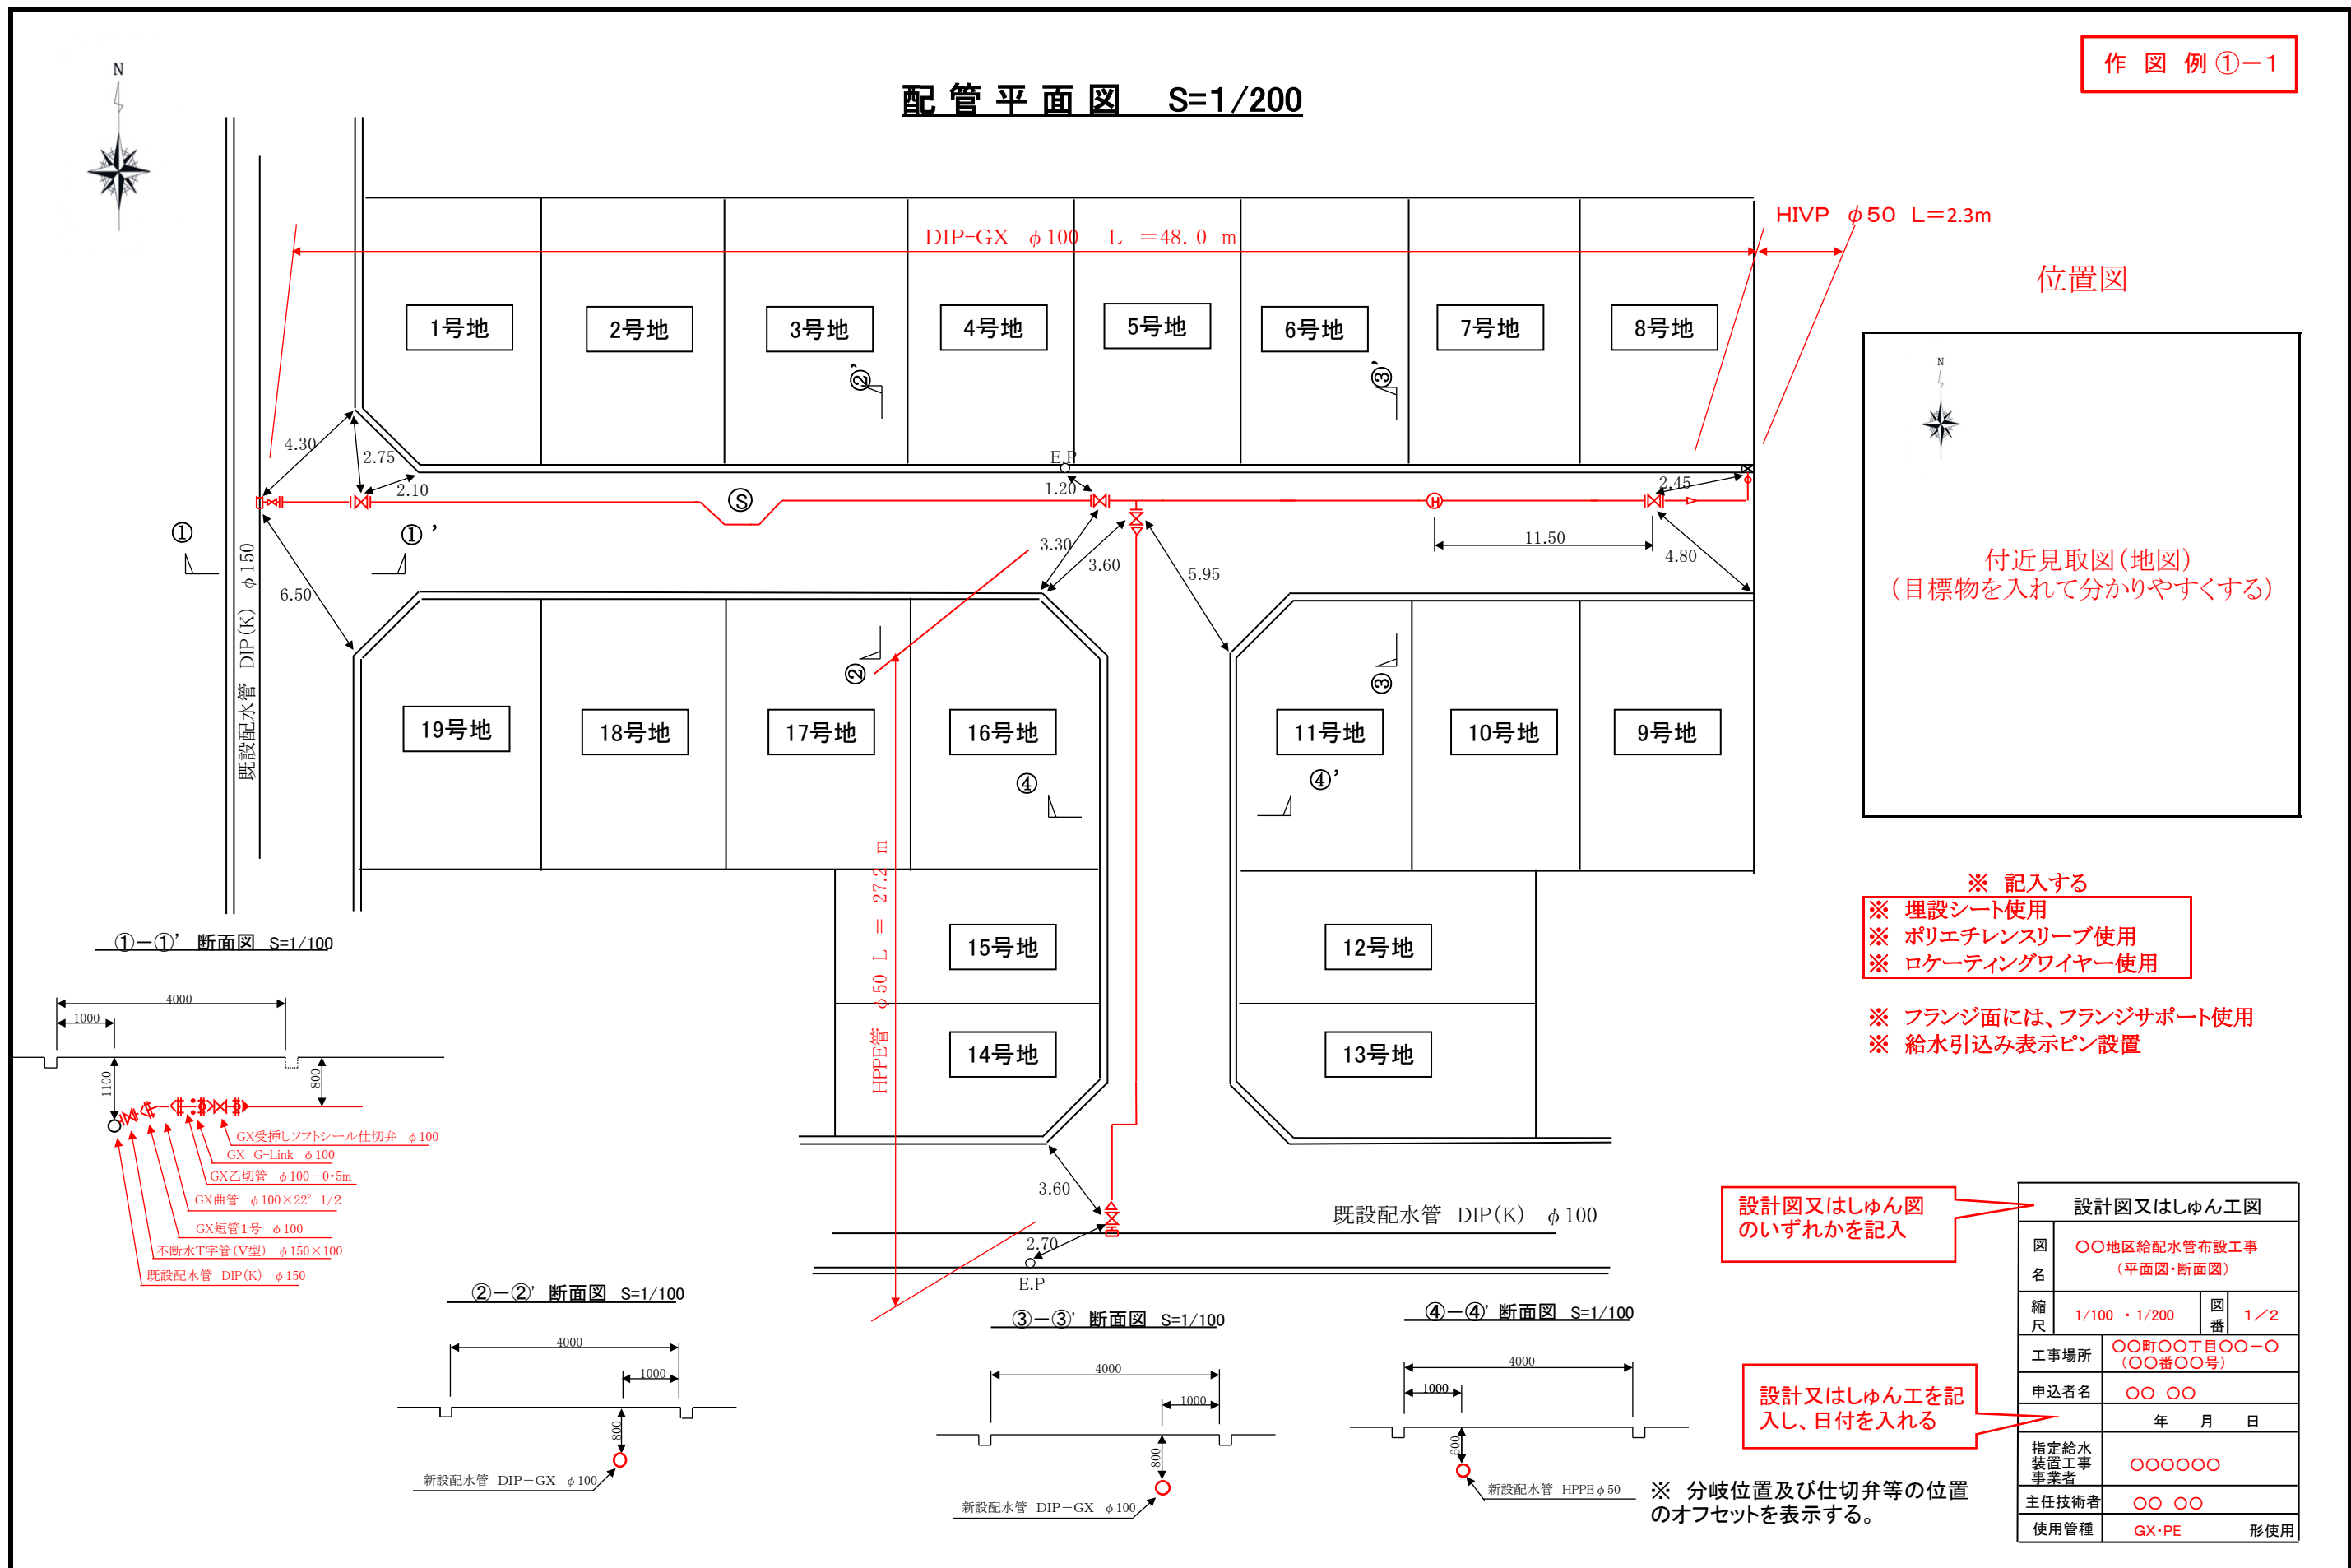 作 図 例 ①－1
N
配 管 平 面 図　S=1/200
HIVP　φ50　L＝2.3m
DIP-GX　φ100　L ＝48. 0 m
位置図
1号地
2号地
3号地
4号地
5号地
6号地
7号地
8号地
②’
③’
N
4.30
2.75
2.10
E.P
1.20
2.45
S
H
①
①’
3.30
3.60
11.50
4.80
5.95
6.50
既設配水管　DIP(K)　φ150
付近見取図（地図）
（目標物を入れて分かりやすくする）
②
③
19号地
18号地
17号地
16号地
11号地
10号地
9号地
④
④’
HPPE管　φ50 L ＝ 27.2 m
15号地
12号地
14号地
13号地
※　記入する
※　埋設シート使用
※　ポリエチレンスリーブ使用
※　ロケーティングワイヤー使用
※　フランジ面には、フランジサポート使用
※　給水引込み表示ピン設置
①－①’ 断面図　S=1/100
4000
1000
1100
800
GX受挿しソフトシール仕切弁　φ100
GX　G-Link　φ100
GX乙切管　φ100－0・5m
GX曲管　φ100×22° 1/2
GX短管1号　φ100
不断水T字管（V型）　φ150×100
既設配水管　DIP(K)　φ150
3.60
既設配水管　DIP(K)　φ100
2.70
E.P
②－②’ 断面図　S=1/100
4000
1000
800
新設配水管　DIP－GX　φ100
③－③’ 断面図　S=1/100
4000
1000
800
新設配水管　DIP－GX　φ100
④－④’ 断面図　S=1/100
4000
1000
600
新設配水管　HPPEφ50
※　分岐位置及び仕切弁等の位置
のオフセットを表示する。
設計図又はしゅん図
のいずれかを記入
設計又はしゅん工を記
入し、日付を入れる
設計図又はしゅん工図
図名　○○地区給配水管布設工事
（平面図・断面図）
縮尺　1/100 ・ 1/200　図番　1／2
工事場所　○○町○○丁目○○－○
（○○番○○号）
申込者名　○○ ○○
年　月　日
指定給水
装置工事
事業者　○○○○○○
主任技術者　○○ ○○
使用管種　GX・PE　形使用